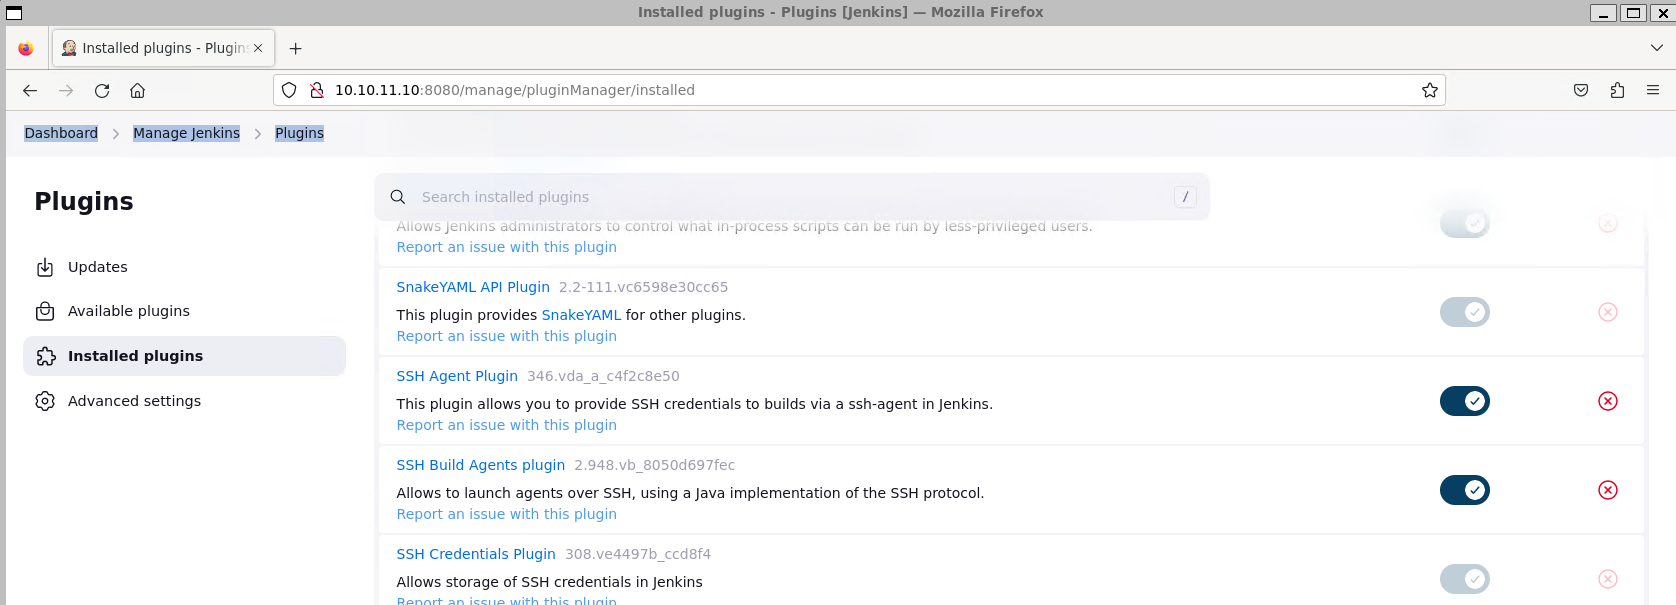 Installed plugins - Plugins [Jenkins] — Mozilla Firefox
Installed plugins - Plugins
10.10.11.10:8080/manage/pluginManager/installed
Dashboard > Manage Jenkins > Plugins
Plugins
Updates
Available plugins
Installed plugins
Advanced settings
Search installed plugins /
Allows Jenkins administrators to control what in-process scripts can be run by less-privileged users.
Report an issue with this plugin
SnakeYAML API Plugin 2.2-111.vc6598e30cc65
This plugin provides SnakeYAML for other plugins.
Report an issue with this plugin
SSH Agent Plugin 346.vda_a_c4f2c8e50
This plugin allows you to provide SSH credentials to builds via a ssh-agent in Jenkins.
Report an issue with this plugin
SSH Build Agents plugin 2.948.vb_8050d697fec
Allows to launch agents over SSH, using a Java implementation of the SSH protocol.
Report an issue with this plugin
SSH Credentials Plugin 308.ve4497b_ccd8f4
Allows storage of SSH credentials in Jenkins
Report an issue with this plugin